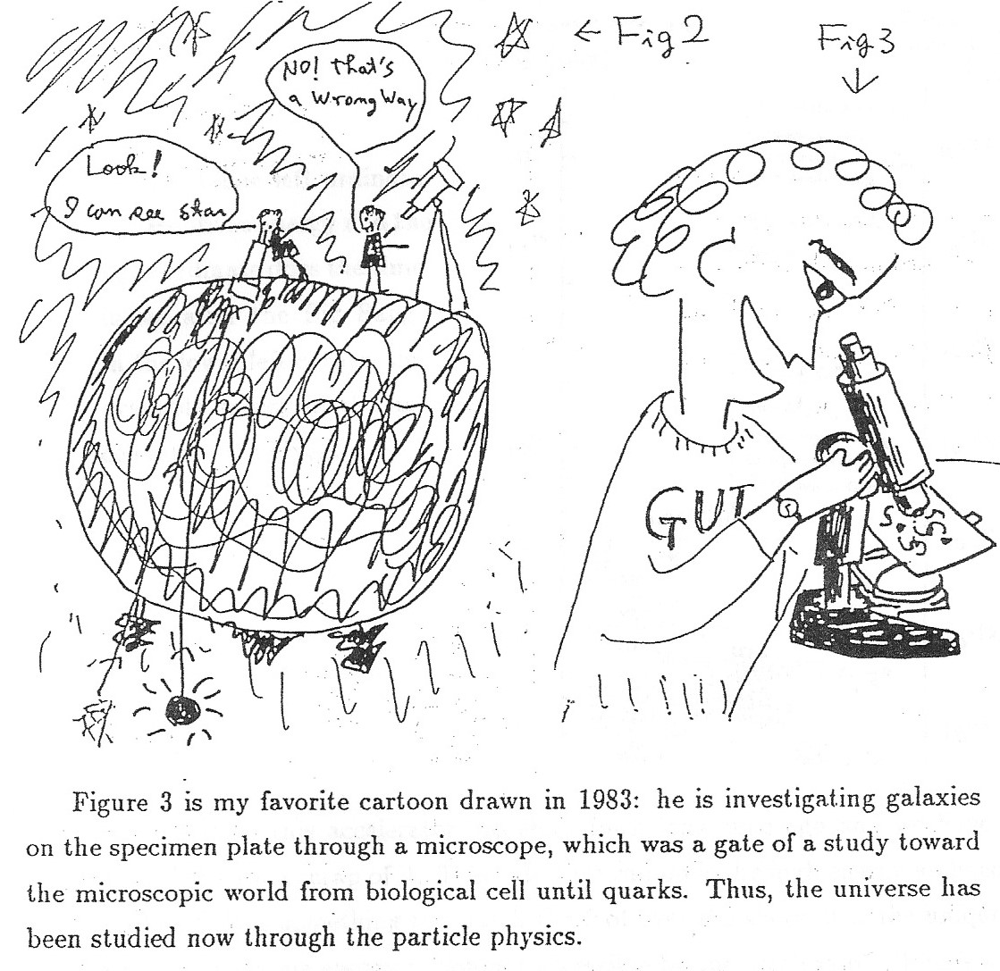 ← Fig 2
Fig 3
↓
NO! that's
a wrong way
Look!
I can see star
GUT
Figure 3 is my favorite cartoon drawn in 1983: he is investigating galaxies
on the specimen plate through a microscope, which was a gate of a study toward
the microscopic world from biological cell until quarks. Thus, the universe has
been studied now through the particle physics.